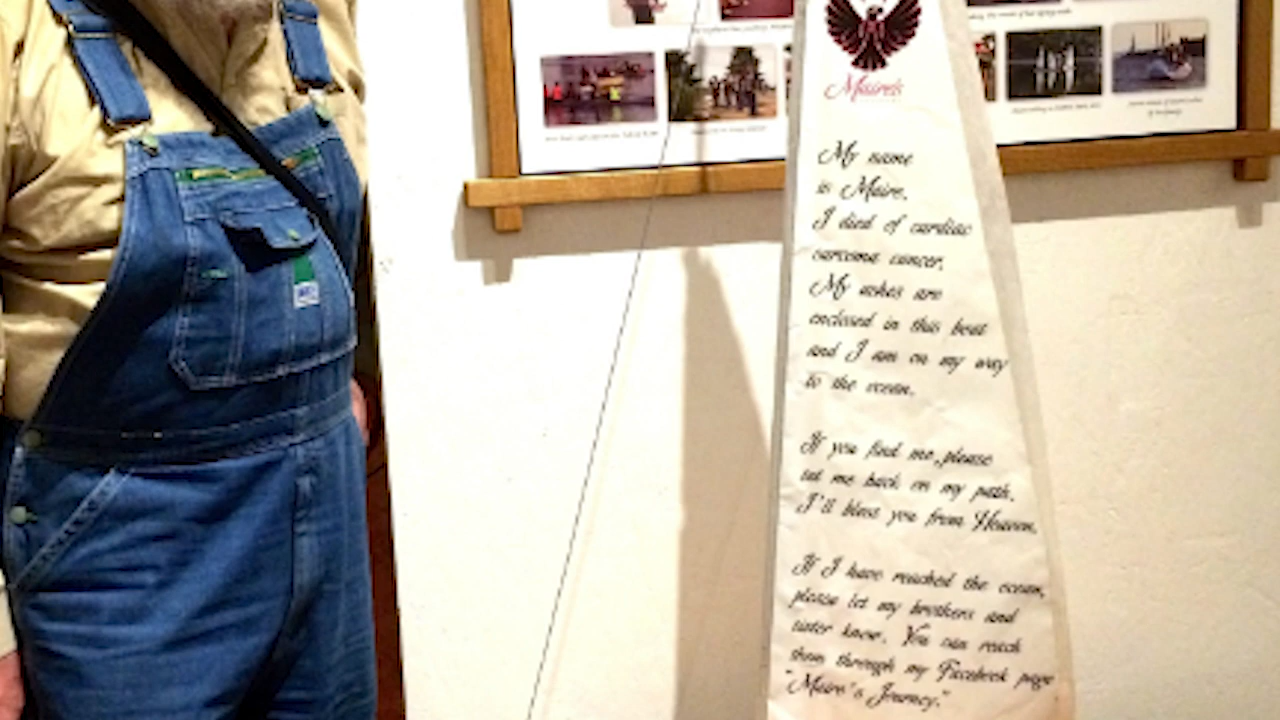 Maire's
My name
is Maire.
I died of cardiac
sarcoma cancer.
My ashes are
enclosed in this boat
and I am on my way
to the ocean.
If you find me, please
set me back on my path.
I'll bless you from Heaven.
If I have reached the ocean,
please let my brothers and
sister know. You can reach
them through my Facebook page
"Maire's Journey."